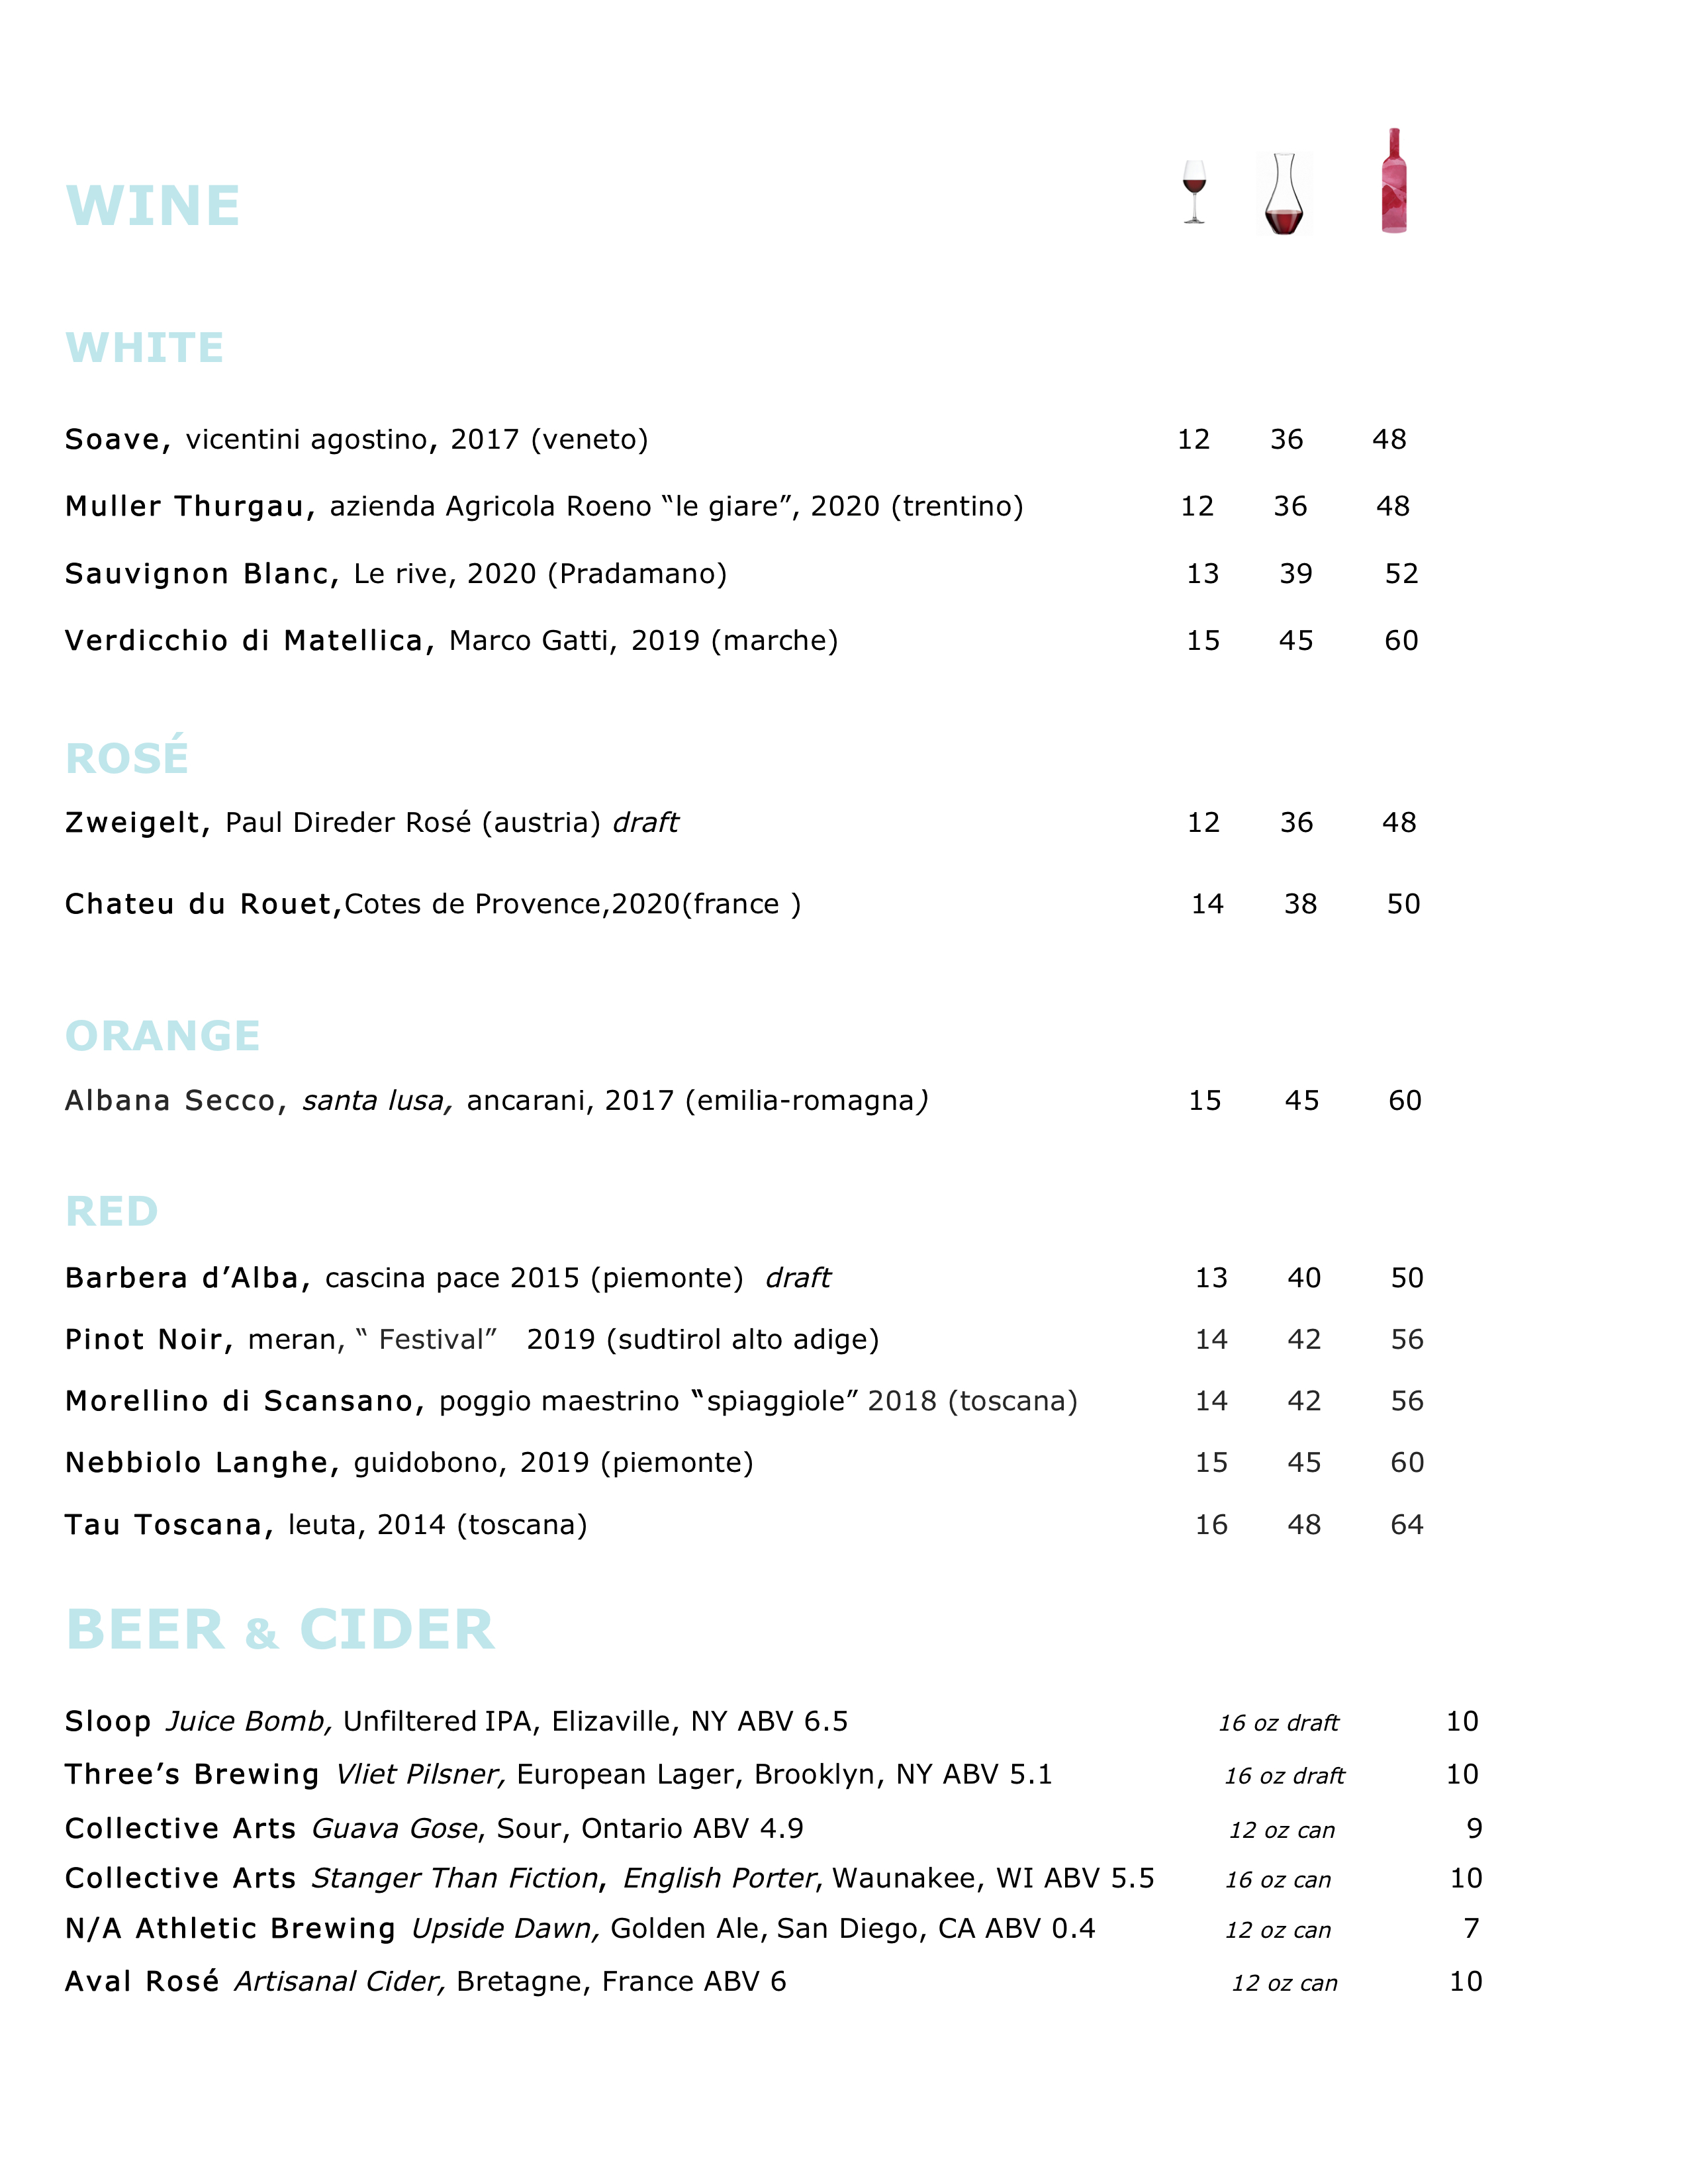 WINE
WHITE
Soave, vicentini agostino, 2017 (veneto) 12 36 48
Muller Thurgau, azienda Agricola Roeno “le giare”, 2020 (trentino) 12 36 48
Sauvignon Blanc, Le rive, 2020 (Pradamano) 13 39 52
Verdicchio di Matellica, Marco Gatti, 2019 (marche) 15 45 60
ROSÉ
Zweigelt, Paul Direder Rosé (austria) draft 12 36 48
Chateu du Rouet,Cotes de Provence,2020(france ) 14 38 50
ORANGE
Albana Secco, santa lusa, ancarani, 2017 (emilia-romagna) 15 45 60
RED
Barbera d’Alba, cascina pace 2015 (piemonte) draft 13 40 50
Pinot Noir, meran, “ Festival” 2019 (sudtirol alto adige) 14 42 56
Morellino di Scansano, poggio maestrino “spiaggiole” 2018 (toscana) 14 42 56
Nebbiolo Langhe, guidobono, 2019 (piemonte) 15 45 60
Tau Toscana, leuta, 2014 (toscana) 16 48 64
BEER & CIDER
Sloop Juice Bomb, Unfiltered IPA, Elizaville, NY ABV 6.5 16 oz draft 10
Three’s Brewing Vliet Pilsner, European Lager, Brooklyn, NY ABV 5.1 16 oz draft 10
Collective Arts Guava Gose, Sour, Ontario ABV 4.9 12 oz can 9
Collective Arts Stanger Than Fiction, English Porter, Waunakee, WI ABV 5.5 16 oz can 10
N/A Athletic Brewing Upside Dawn, Golden Ale, San Diego, CA ABV 0.4 12 oz can 7
Aval Rosé Artisanal Cider, Bretagne, France ABV 6 12 oz can 10